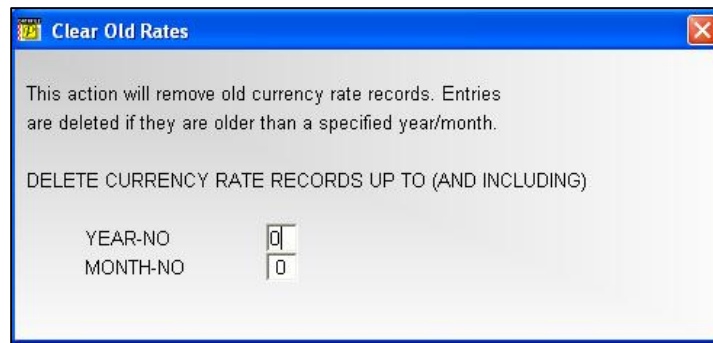 Clear Old Rates
This action will remove old currency rate records. Entries
are deleted if they are older than a specified year/month.
DELETE CURRENCY RATE RECORDS UP TO (AND INCLUDING)
YEAR-NO 0
MONTH-NO 0